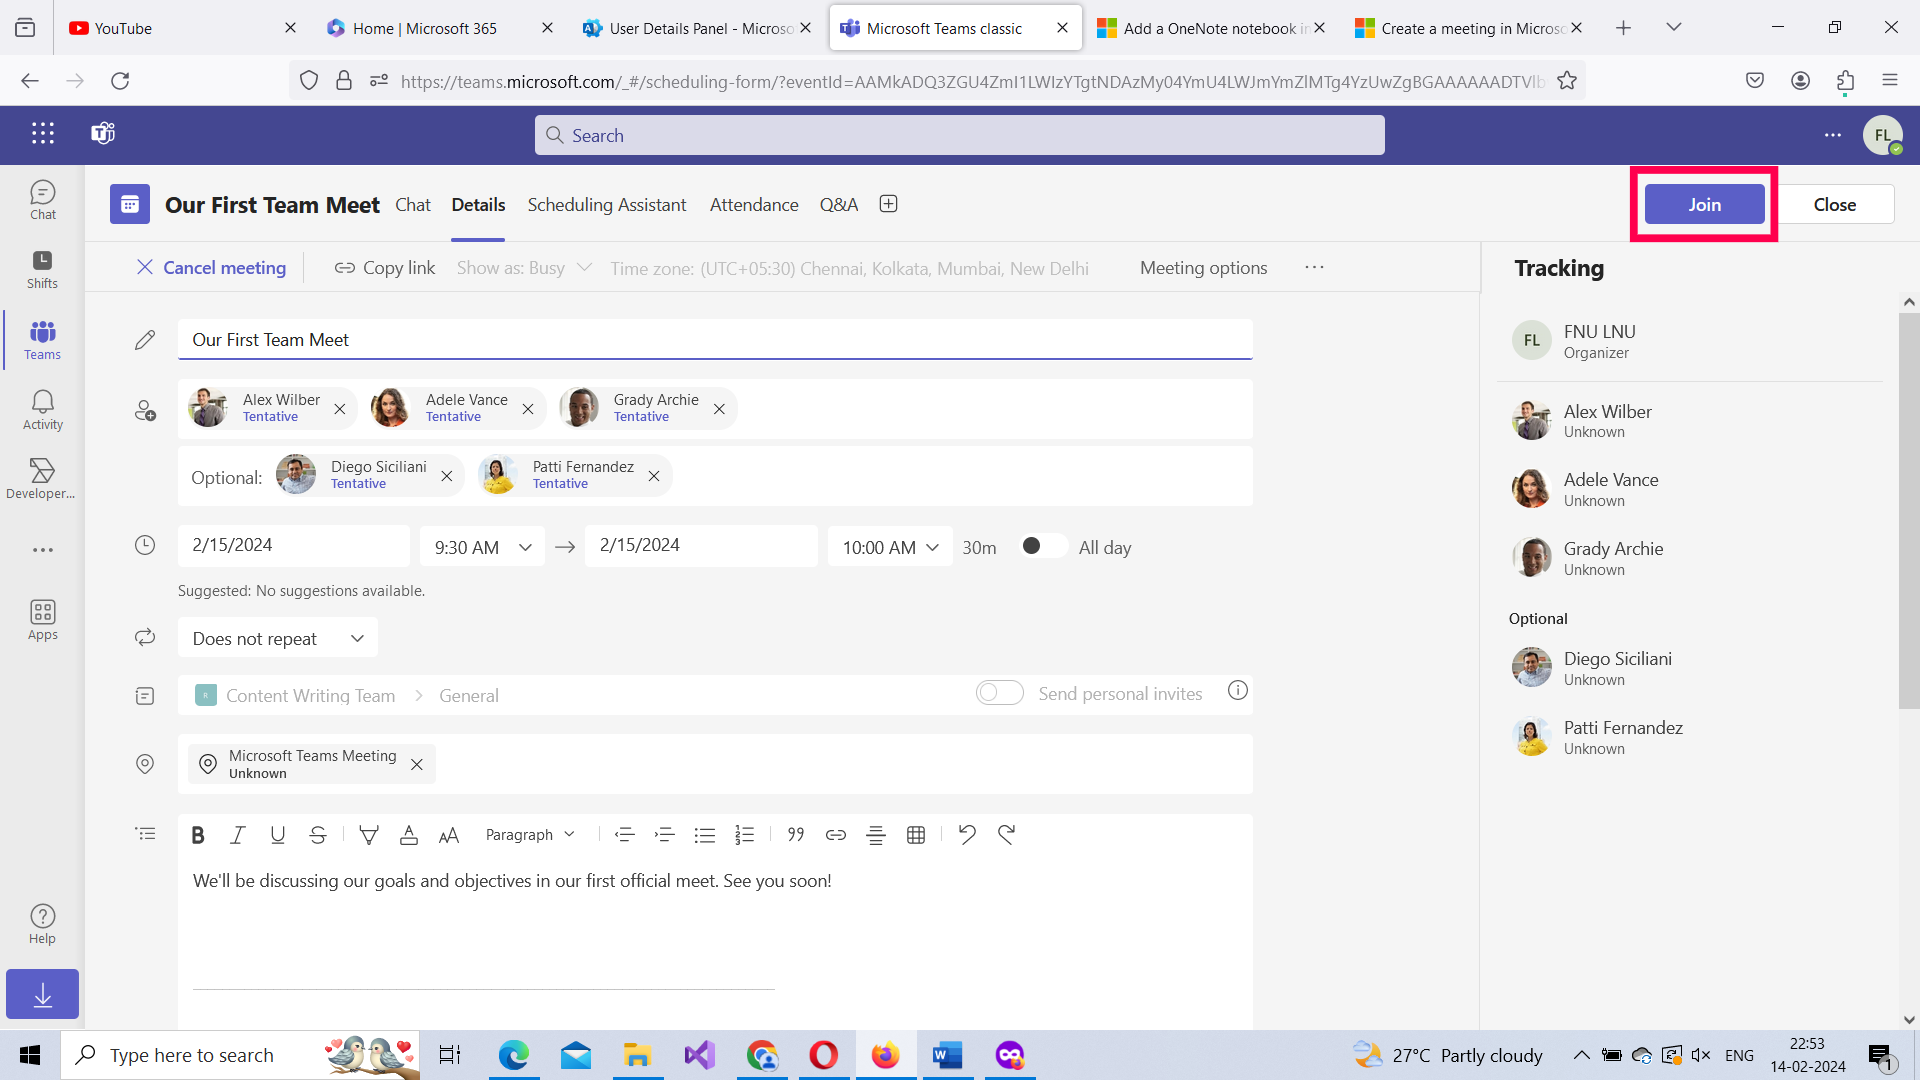 YouTube
Home | Microsoft 365
User Details Panel - Microso
Microsoft Teams classic
Add a OneNote notebook in
Create a meeting in Microso
https://teams.microsoft.com/_#/scheduling-form/?eventId=AAMkADQ3ZGU4ZmI1LWIzYTgtNDAzMy04YmU4LWJmYmZlMTg4YzUwZgBGAAAAAADTVlb
Search
FL
Chat
Shifts
Teams
Activity
Developer...
Apps
Help
Our First Team Meet
Chat
Details
Scheduling Assistant
Attendance
Q&A
Join
Close
Cancel meeting
Copy link
Show as: Busy
Time zone: (UTC+05:30) Chennai, Kolkata, Mumbai, New Delhi
Meeting options
Our First Team Meet
Alex Wilber
Tentative
Adele Vance
Tentative
Grady Archie
Tentative
Optional:
Diego Siciliani
Tentative
Patti Fernandez
Tentative
2/15/2024
9:30 AM
2/15/2024
10:00 AM
30m
All day
Suggested: No suggestions available.
Does not repeat
R
Content Writing Team
General
Send personal invites
Microsoft Teams Meeting
Unknown
Paragraph
We'll be discussing our goals and objectives in our first official meet. See you soon!
Tracking
FL
FNU LNU
Organizer
Alex Wilber
Unknown
Adele Vance
Unknown
Grady Archie
Unknown
Optional
Diego Siciliani
Unknown
Patti Fernandez
Unknown
Type here to search
27°C Partly cloudy
ENG
22:53
14-02-2024
1